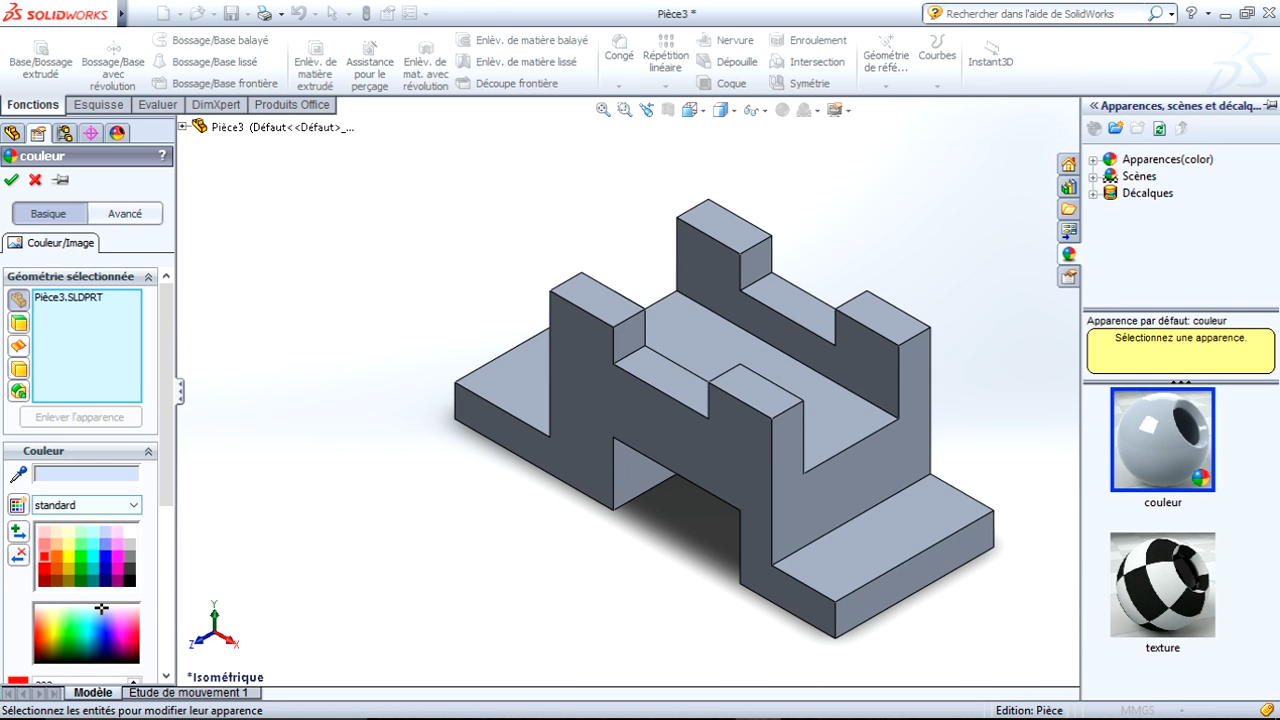 SOLIDWORKS
Pièce3 *
Rechercher dans l'aide de SolidWorks
Base/Bossage extrudé
Bossage/Base avec révolution
Bossage/Base balayé
Bossage/Base lissé
Bossage/Base frontière
Enlèv. de matière extrudé
Assistance pour le perçage
Enlèv. de mat. avec révolution
Enlèv. de matière balayé
Enlèv. de matière lissé
Découpe frontière
Congé
Répétition linéaire
Nervure
Dépouille
Coque
Enroulement
Intersection
Symétrie
Géométrie de réfé...
Courbes
Instant3D
Fonctions
Esquisse
Evaluer
DimXpert
Produits Office
Pièce3 (Défaut<<Défaut>_...
couleur
?
Basique
Avancé
Couleur/Image
Géométrie sélectionnée
Pièce3.SLDPRT
Enlever l'apparence
Couleur
standard
Y
Z
X
*Isométrique
Apparences, scènes et décalq...
Apparences(color)
Scènes
Décalques
Apparence par défaut: couleur
Sélectionnez une apparence.
couleur
texture
Modèle
Etude de mouvement 1
Sélectionnez les entités pour modifier leur apparence
Edition: Pièce
MMGS